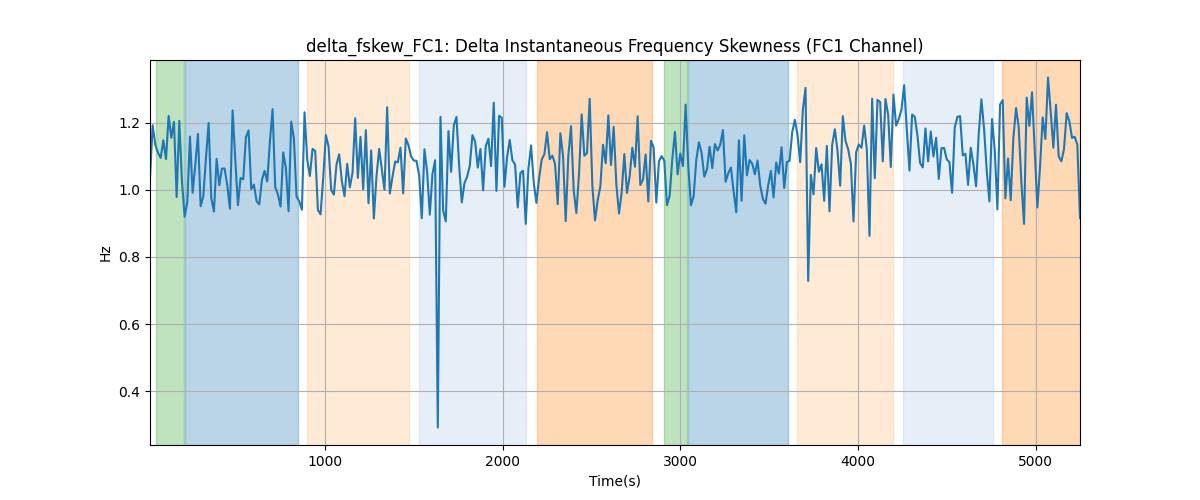 delta_fskew_FC1: Delta Instantaneous Frequency Skewness (FC1 Channel)
Hz
1.2
1.0
0.8
0.6
0.4
1000 2000 3000 4000 5000
Time(s)